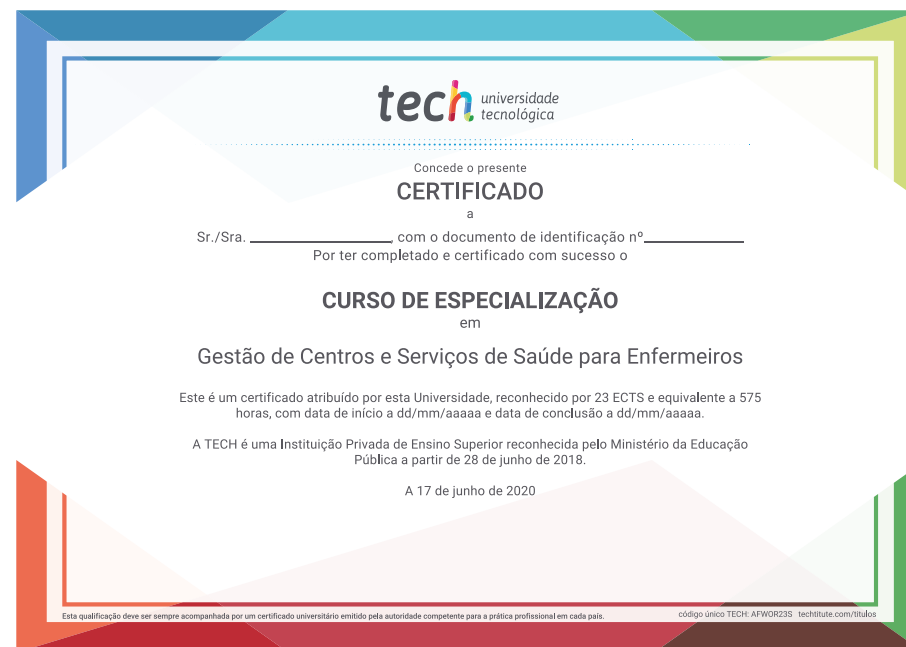 tech universidade
tecnológica
Concede o presente
CERTIFICADO
a
Sr./Sra. ____________, com o documento de identificação nº____________
Por ter completado e certificado com sucesso o
CURSO DE ESPECIALIZAÇÃO
em
Gestão de Centros e Serviços de Saúde para Enfermeiros
Este é um certificado atribuído por esta Universidade, reconhecido por 23 ECTS e equivalente a 575
horas, com data de início a dd/mm/aaaaa e data de conclusão a dd/mm/aaaaa.
A TECH é uma Instituição Privada de Ensino Superior reconhecida pelo Ministério da Educação
Pública a partir de 28 de junho de 2018.
A 17 de junho de 2020
Esta qualificação deve ser sempre acompanhada por um certificado universitário emitido pela autoridade competente para a prática profissional em cada país.
código único TECH: AFWOR23S techtitute.com/titulos